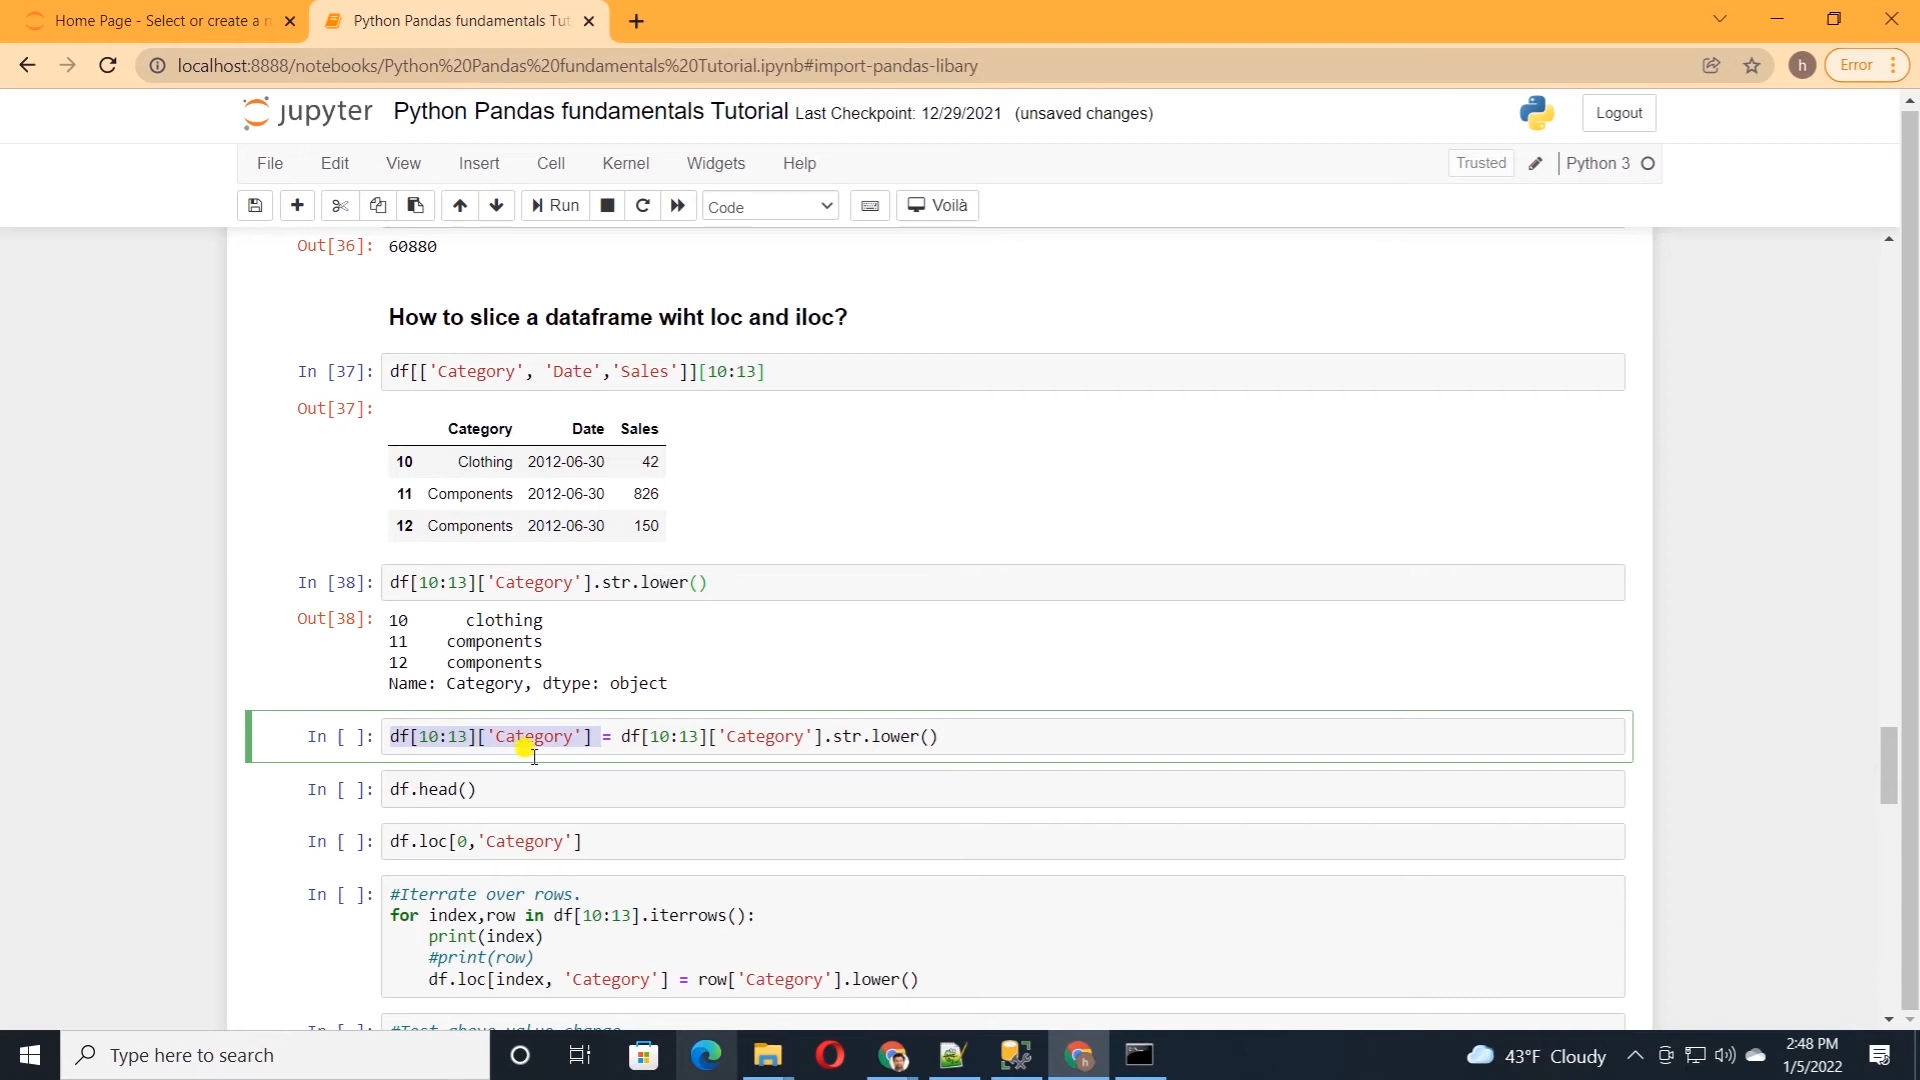 Home Page - Select or create a n
Python Pandas fundamentals Tut
localhost:8888/notebooks/Python%20Pandas%20fundamentals%20Tutorial.ipynb#import-pandas-libary
h
Error
jupyter Python Pandas fundamentals Tutorial Last Checkpoint: 12/29/2021 (unsaved changes)
Logout
File Edit View Insert Cell Kernel Widgets Help
Trusted
Python 3
Run
Code
Voilà
Out[36]: 60880
How to slice a dataframe wiht loc and iloc?
In [37]: df[['Category', 'Date','Sales']][10:13]
Out[37]:
Category Date Sales
10 Clothing 2012-06-30 42
11 Components 2012-06-30 826
12 Components 2012-06-30 150
In [38]: df[10:13]['Category'].str.lower()
Out[38]: 10 clothing
11 components
12 components
Name: Category, dtype: object
In [ ]: df[10:13]['Category'] = df[10:13]['Category'].str.lower()
In [ ]: df.head()
In [ ]: df.loc[0,'Category']
In [ ]: #Iterrate over rows.
for index,row in df[10:13].iterrows():
print(index)
#print(row)
df.loc[index, 'Category'] = row['Category'].lower()
In [ ]: #Test above value change
Type here to search
h
43°F Cloudy
2:48 PM
1/5/2022